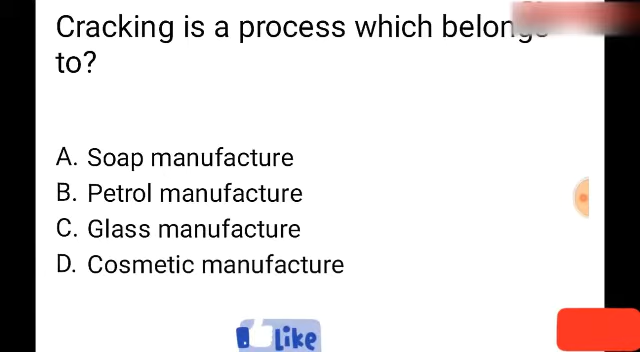 Cracking is a process which belongs
to?
A. Soap manufacture
B. Petrol manufacture
C. Glass manufacture
D. Cosmetic manufacture
Like